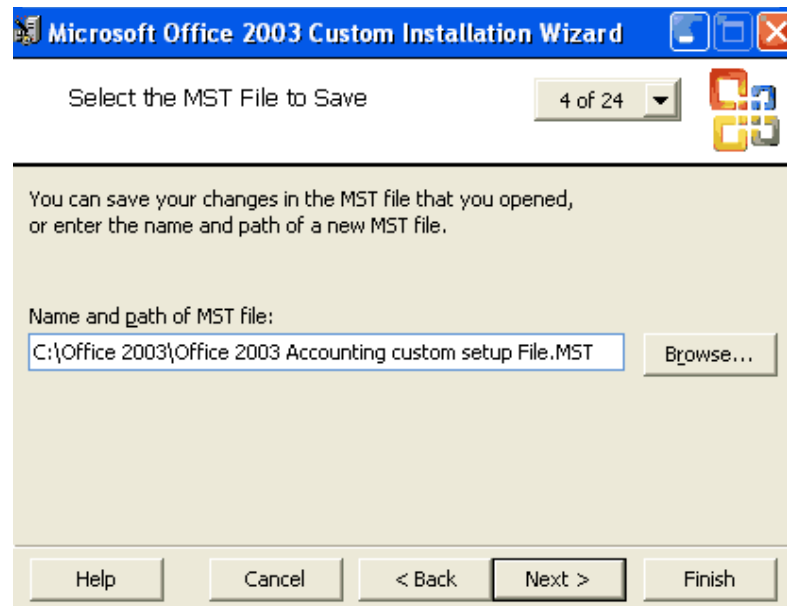 Microsoft Office 2003 Custom Installation Wizard
Select the MST File to Save
4 of 24
You can save your changes in the MST file that you opened,
or enter the name and path of a new MST file.
Name and path of MST file:
C:\Office 2003\Office 2003 Accounting custom setup File.MST
Browse...
Help
Cancel
< Back
Next >
Finish